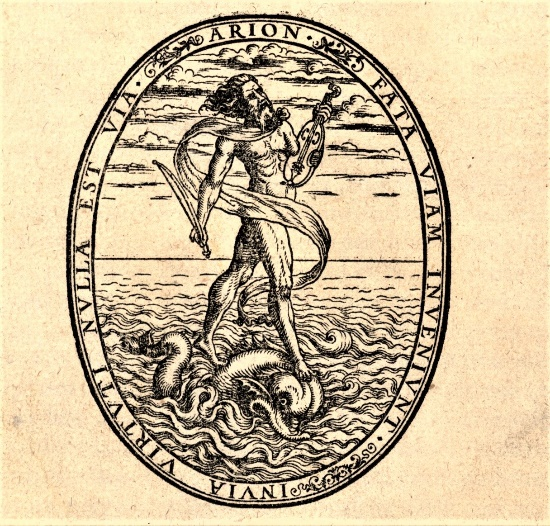 · ARION ·
FATA VIAM INVENIVNT ·
INVIA VIRTVTI NVLLA EST VIA ·